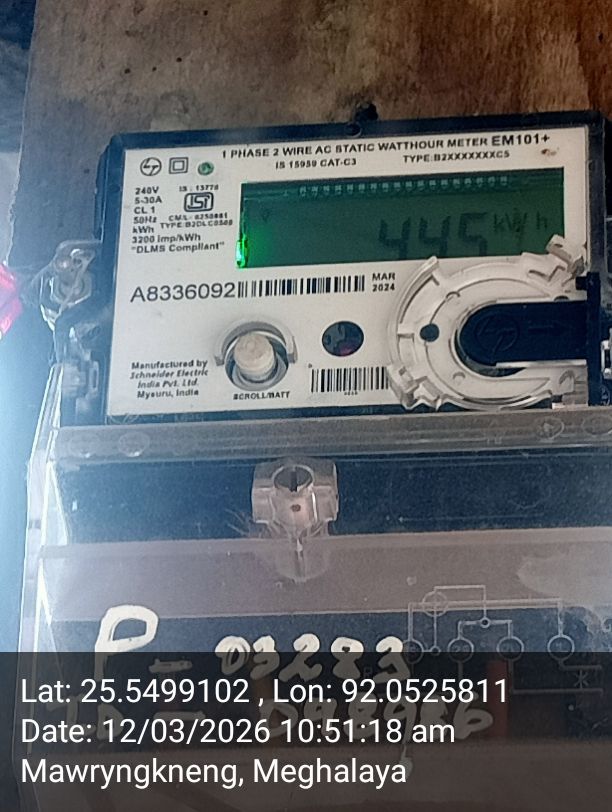 1 PHASE 2 WIRE AC STATIC WATTHOUR METER EM101+
IS 15959 CAT-C3 TYPE:B2XXXXXXXC5
240V
5-30A
CL 1
50Hz
kWh
3200 imp/kWh
"DLMS Compliant"
IS : 13779
ISI
445 kWh
A8336092
MAR
2024
Manufactured by
Schneider Electric
India Pvt. Ltd.
Mysuru, India
SCROLL/BATT
P - 03283
Lat: 25.5499102 , Lon: 92.0525811
Date: 12/03/2026 10:51:18 am
Mawryngkneng, Meghalaya